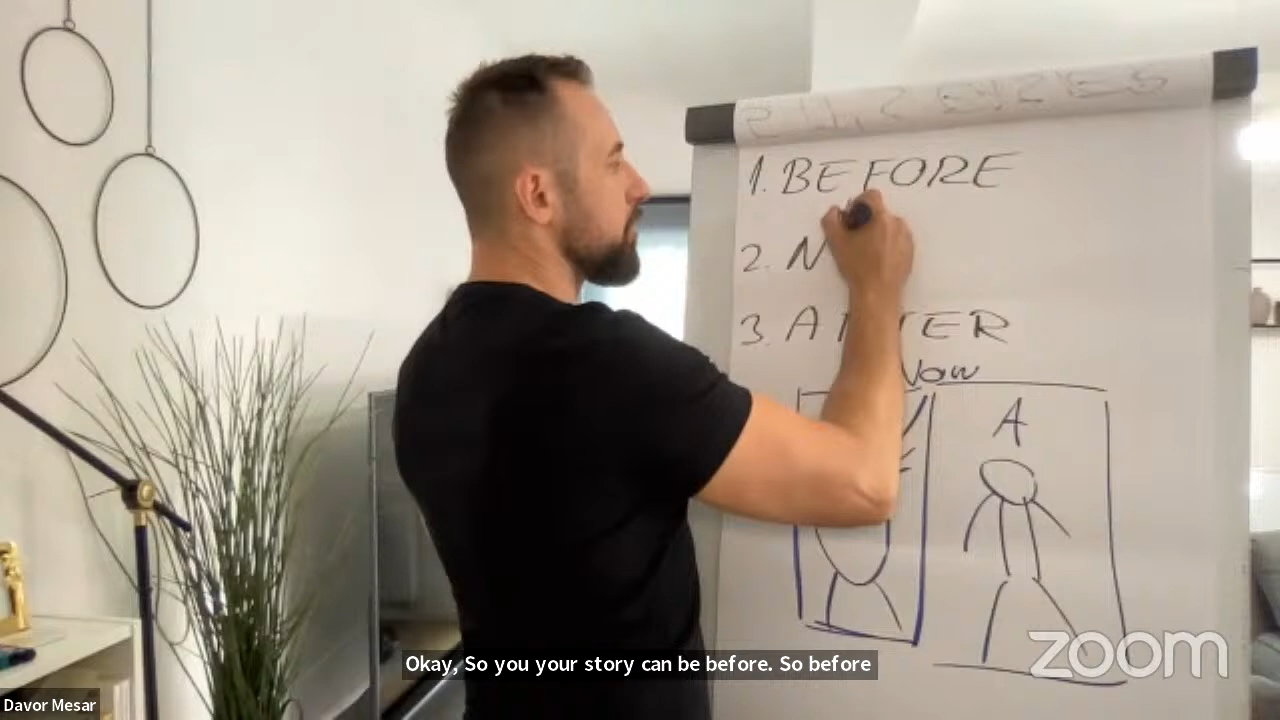 1. BEFORE
2. N
3. A TER
Now
A
zoom
Okay, So you your story can be before. So before
Davor Mesar